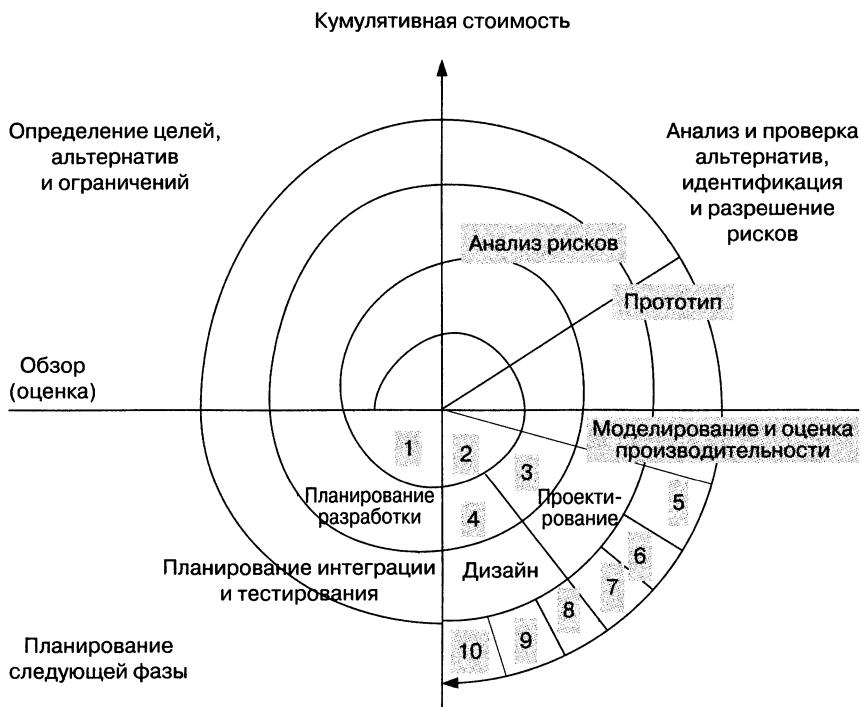 Кумулятивная стоимость
Определение целей,
альтернатив
и ограничений
Анализ и проверка
альтернатив,
идентификация
и разрешение
рисков
Анализ рисков
Прототип
Обзор
(оценка)
Моделирование и оценка
производительности
1
2
3
4
5
6
7
8
9
10
Планирование
разработки
Проекти-
рование
Планирование интеграции
и тестирования
Дизайн
Планирование
следующей фазы